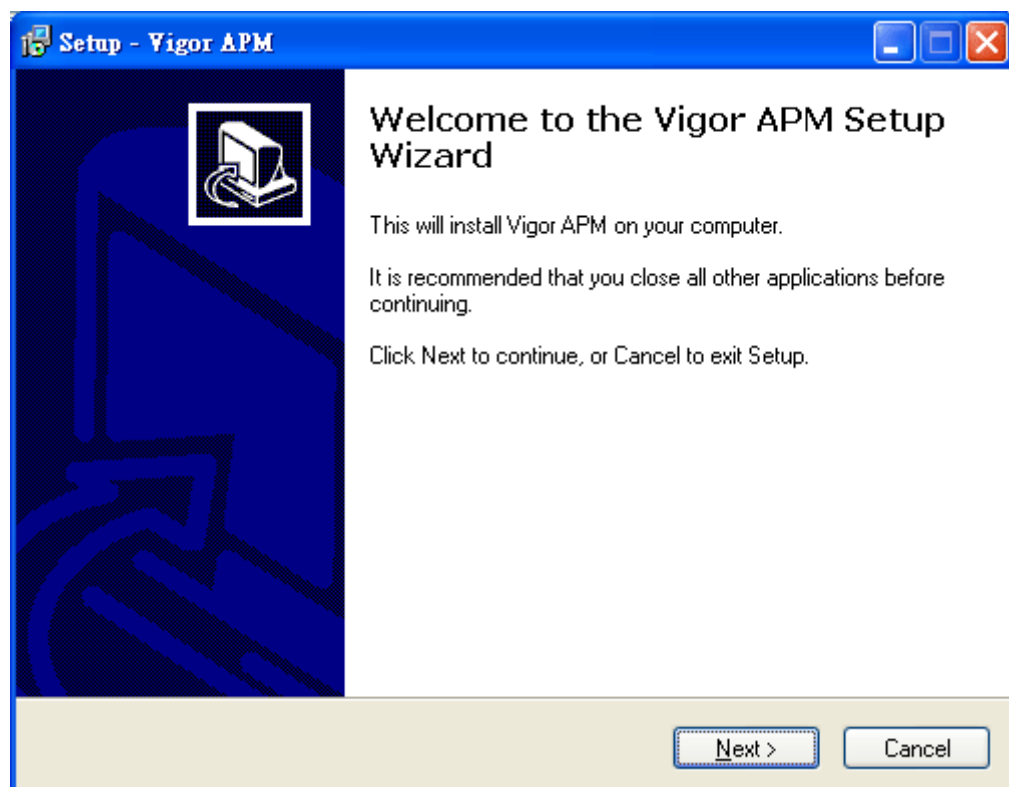 Setup - Vigor APM
Welcome to the Vigor APM Setup
Wizard
This will install Vigor APM on your computer.
It is recommended that you close all other applications before
continuing.
Click Next to continue, or Cancel to exit Setup.
Next >
Cancel